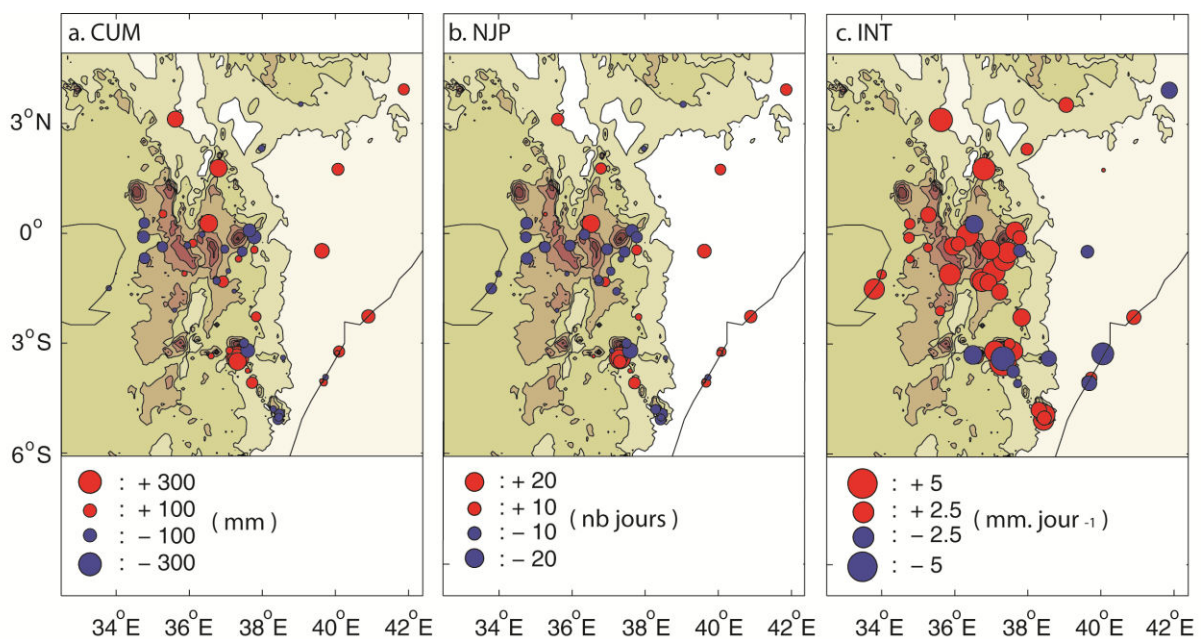 a. CUM
b. NJP
c. INT
3°N
0°
3°S
6°S
: + 300
: + 100
: - 100
: - 300
( mm )
: + 20
: + 10
: - 10
: - 20
( nb jours )
: + 5
: + 2.5
: - 2.5
: - 5
( mm. jour -1 )
34°E 36°E 38°E 40°E 42°E
34°E 36°E 38°E 40°E 42°E
34°E 36°E 38°E 40°E 42°E